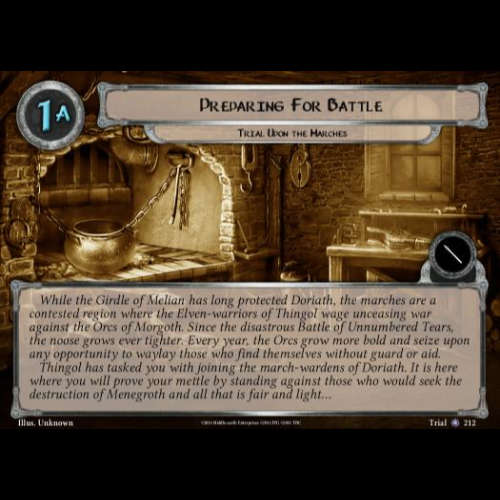 1A
Preparing For Battle
Trial Upon the Marches
While the Girdle of Melian has long protected Doriath, the marches are a
contested region where the Elven-warriors of Thingol wage unceasing war
against the Orcs of Morgoth. Since the disastrous Battle of Unnumbered Tears,
the noose grows ever tighter. Every year, the Orcs grow more bold and seize upon
any opportunity to waylay those who find themselves without guard or aid.
Thingol has tasked you with joining the march-wardens of Doriath. It is here
where you will prove your mettle by standing against those who would seek the
destruction of Menegroth and all that is fair and light…
Illus. Unknown
Trial 212